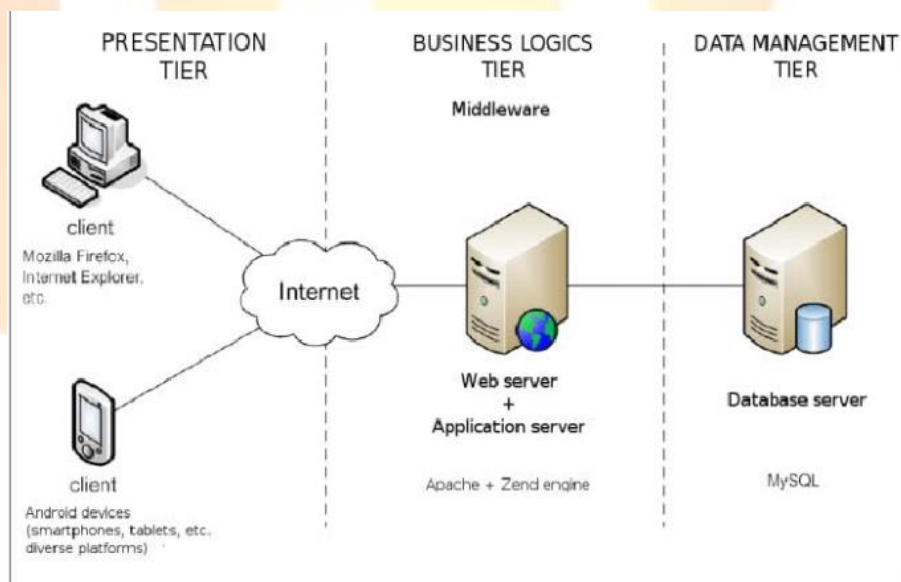 PRESENTATION
TIER
BUSINESS LOGICS
TIER
DATA MANAGEMENT
TIER
Middleware
client
Mozilla Firefox,
Internet Explorer,
etc.
Internet
client
Android devices
(smartphones, tablets, etc.
diverse platforms)
Web server
+
Application server
Apache + Zend engine
Database server
MySQL